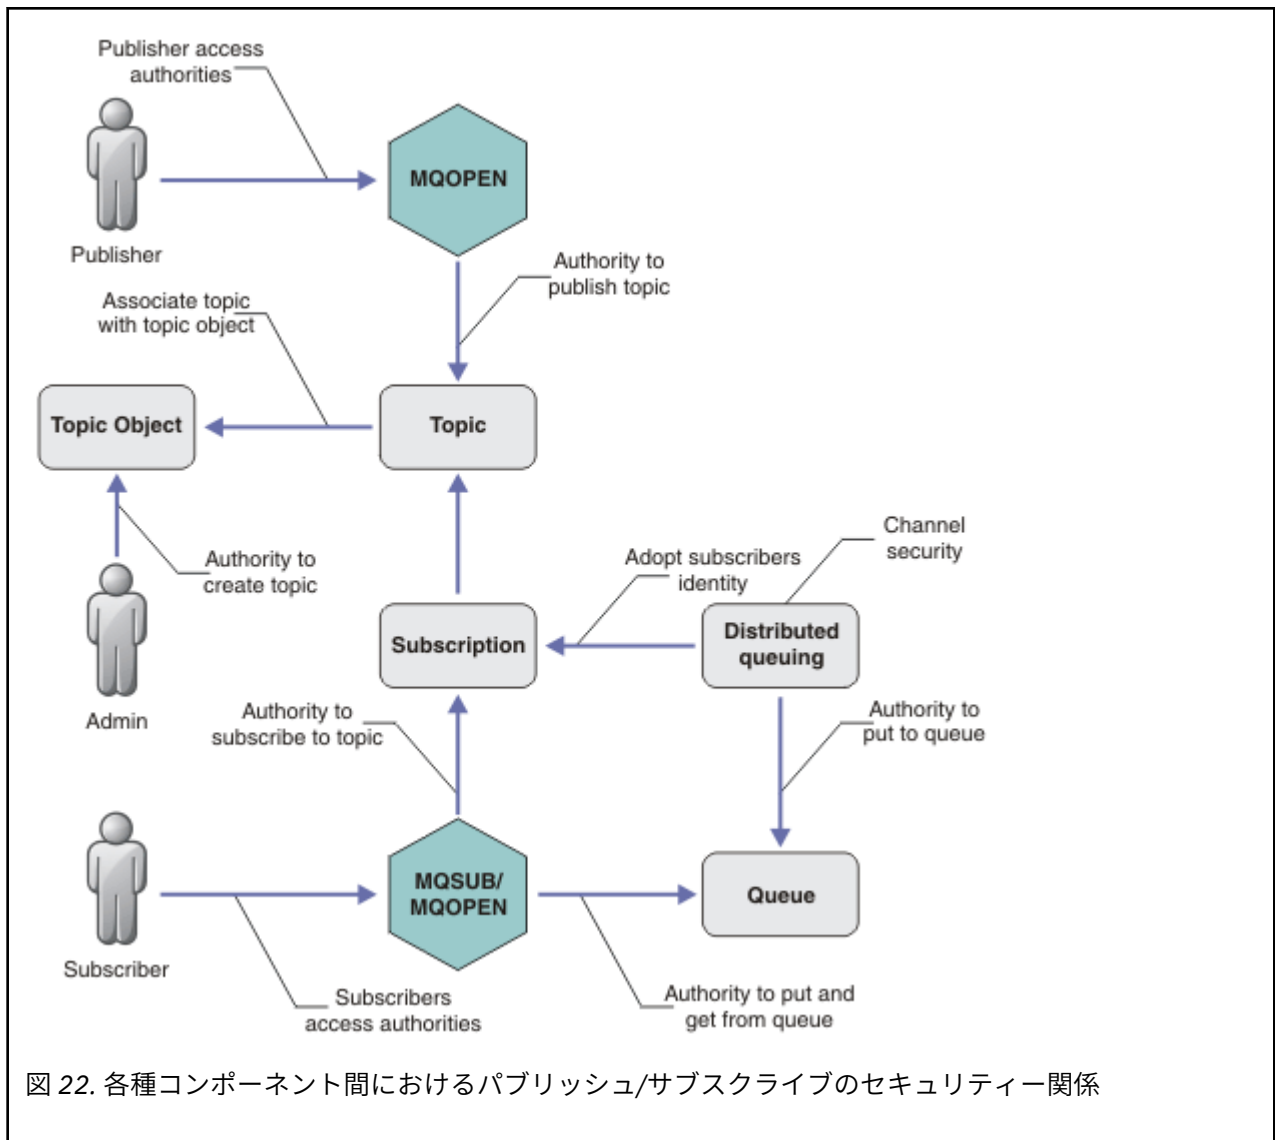 Publisher access
authorities
MQOPEN
Publisher
Authority to
publish topic
Associate topic
with topic object
Topic Object
Topic
Authority to
create topic
Admin
Channel
security
Adopt subscribers
identity
Subscription
Distributed
queuing
Authority to
subscribe to topic
Authority to
put to queue
Subscriber
MQSUB/
MQOPEN
Queue
Subscribers
access authorities
Authority to put and
get from queue
図 22. 各種コンポーネント間におけるパブリッシュ/サブスクライブのセキュリティー関係